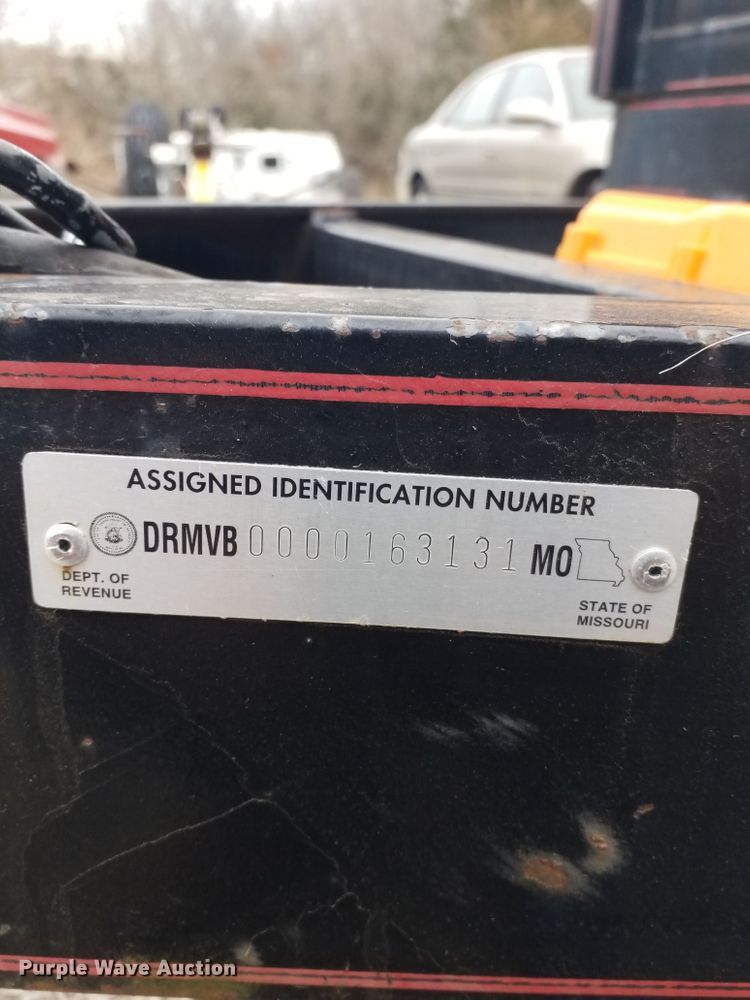 ASSIGNED IDENTIFICATION NUMBER
DRMVB 0000163131 MO
DEPT. OF
REVENUE
STATE OF
MISSOURI
Purple Wave Auction